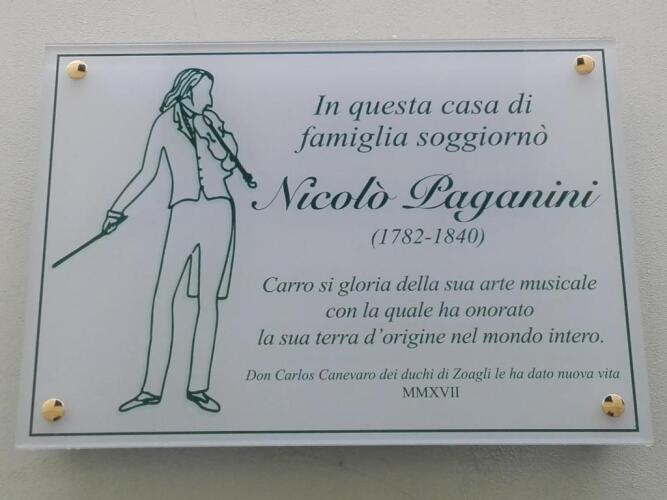 In questa casa di
famiglia soggiornò
Nicolò Paganini
(1782-1840)
Carro si gloria della sua arte musicale
con la quale ha onorato
la sua terra d'origine nel mondo intero.
Don Carlos Canevaro dei duchi di Zoagli le ha dato nuova vita
MMXVII